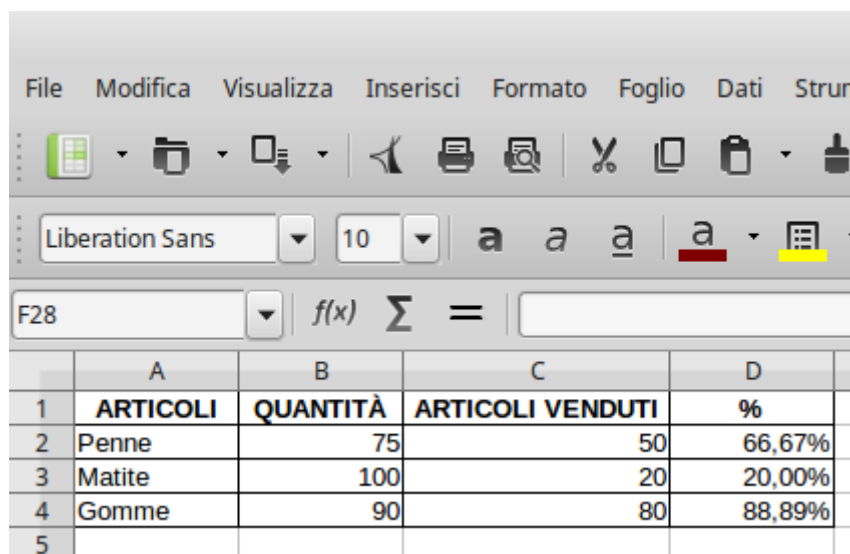 File Modifica Visualizza Inserisci Formato Foglio Dati
Liberation Sans 10 a a a a
F28 f(x) Σ =
A B C D
1 ARTICOLI QUANTITÀ ARTICOLI VENDUTI %
2 Penne 75 50 66,67%
3 Matite 100 20 20,00%
4 Gomme 90 80 88,89%
5